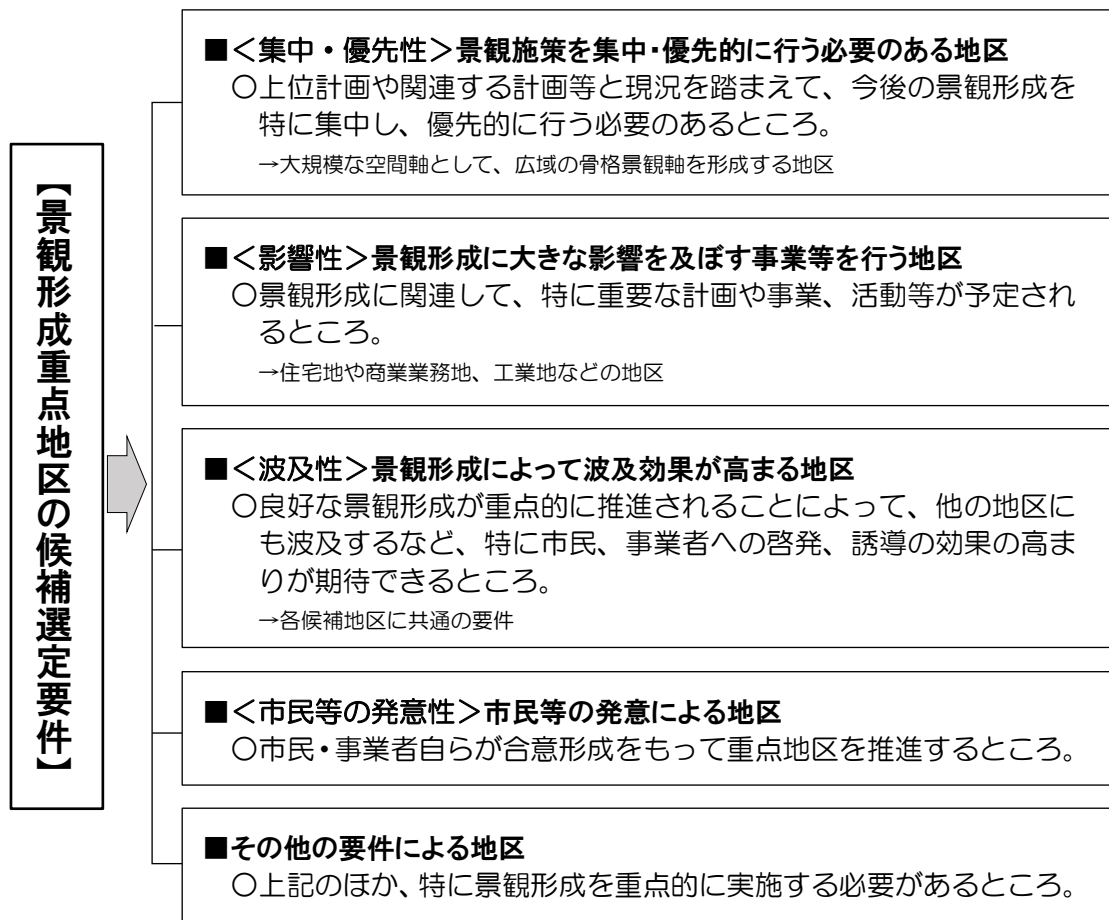 【景観形成重点地区の候補選定要件】
■＜集中・優先性＞景観施策を集中・優先的に行う必要のある地区
○上位計画や関連する計画等と現況を踏まえて、今後の景観形成を
特に集中し、優先的に行う必要のあるところ。
→大規模な空間軸として、広域の骨格景観軸を形成する地区
■＜影響性＞景観形成に大きな影響を及ぼす事業等を行う地区
○景観形成に関連して、特に重要な計画や事業、活動等が予定され
るところ。
→住宅地や商業業務地、工業地などの地区
■＜波及性＞景観形成によって波及効果が高まる地区
○良好な景観形成が重点的に推進されることによって、他の地区に
も波及するなど、特に市民、事業者への啓発、誘導の効果の高ま
りが期待できるところ。
→各候補地区に共通の要件
■＜市民等の発意性＞市民等の発意による地区
○市民・事業者自らが合意形成をもって重点地区を推進するところ。
■その他の要件による地区
○上記のほか、特に景観形成を重点的に実施する必要があるところ。